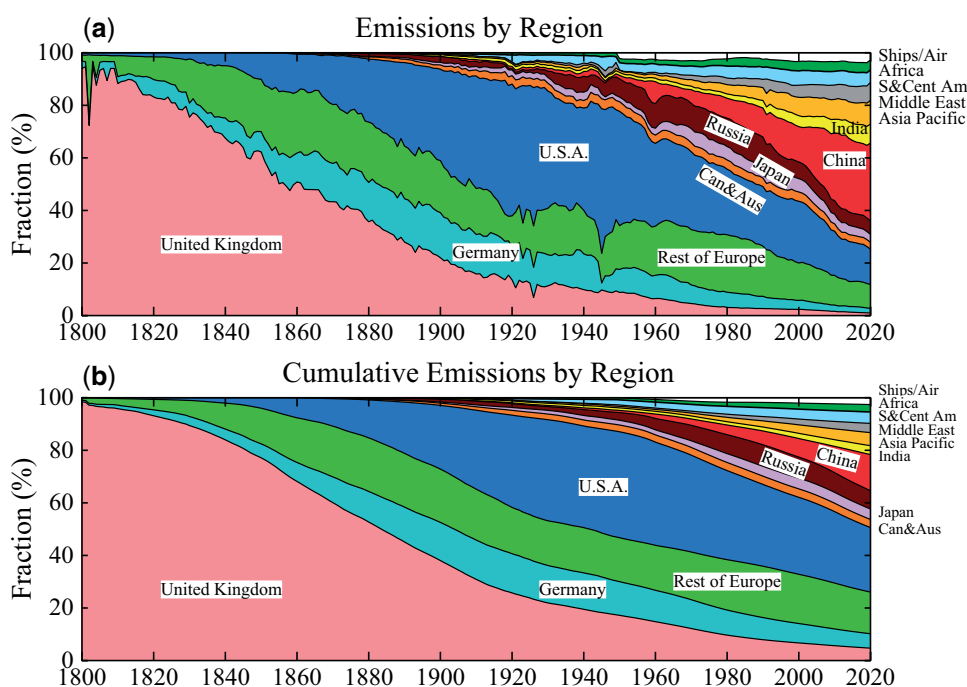 (a) Emissions by Region
Fraction (%)
100
80
60
40
20
0
1800 1820 1840 1860 1880 1900 1920 1940 1960 1980 2000 2020
United Kingdom
Germany
Rest of Europe
U.S.A.
Can&Aus
Japan
Russia
China
India
Ships/Air
Africa
S&Cent Am
Middle East
Asia Pacific
(b) Cumulative Emissions by Region
Fraction (%)
100
80
60
40
20
0
1800 1820 1840 1860 1880 1900 1920 1940 1960 1980 2000 2020
United Kingdom
Germany
Rest of Europe
U.S.A.
Russia
China
Ships/Air
Africa
S&Cent Am
Middle East
Asia Pacific
India
Japan
Can&Aus